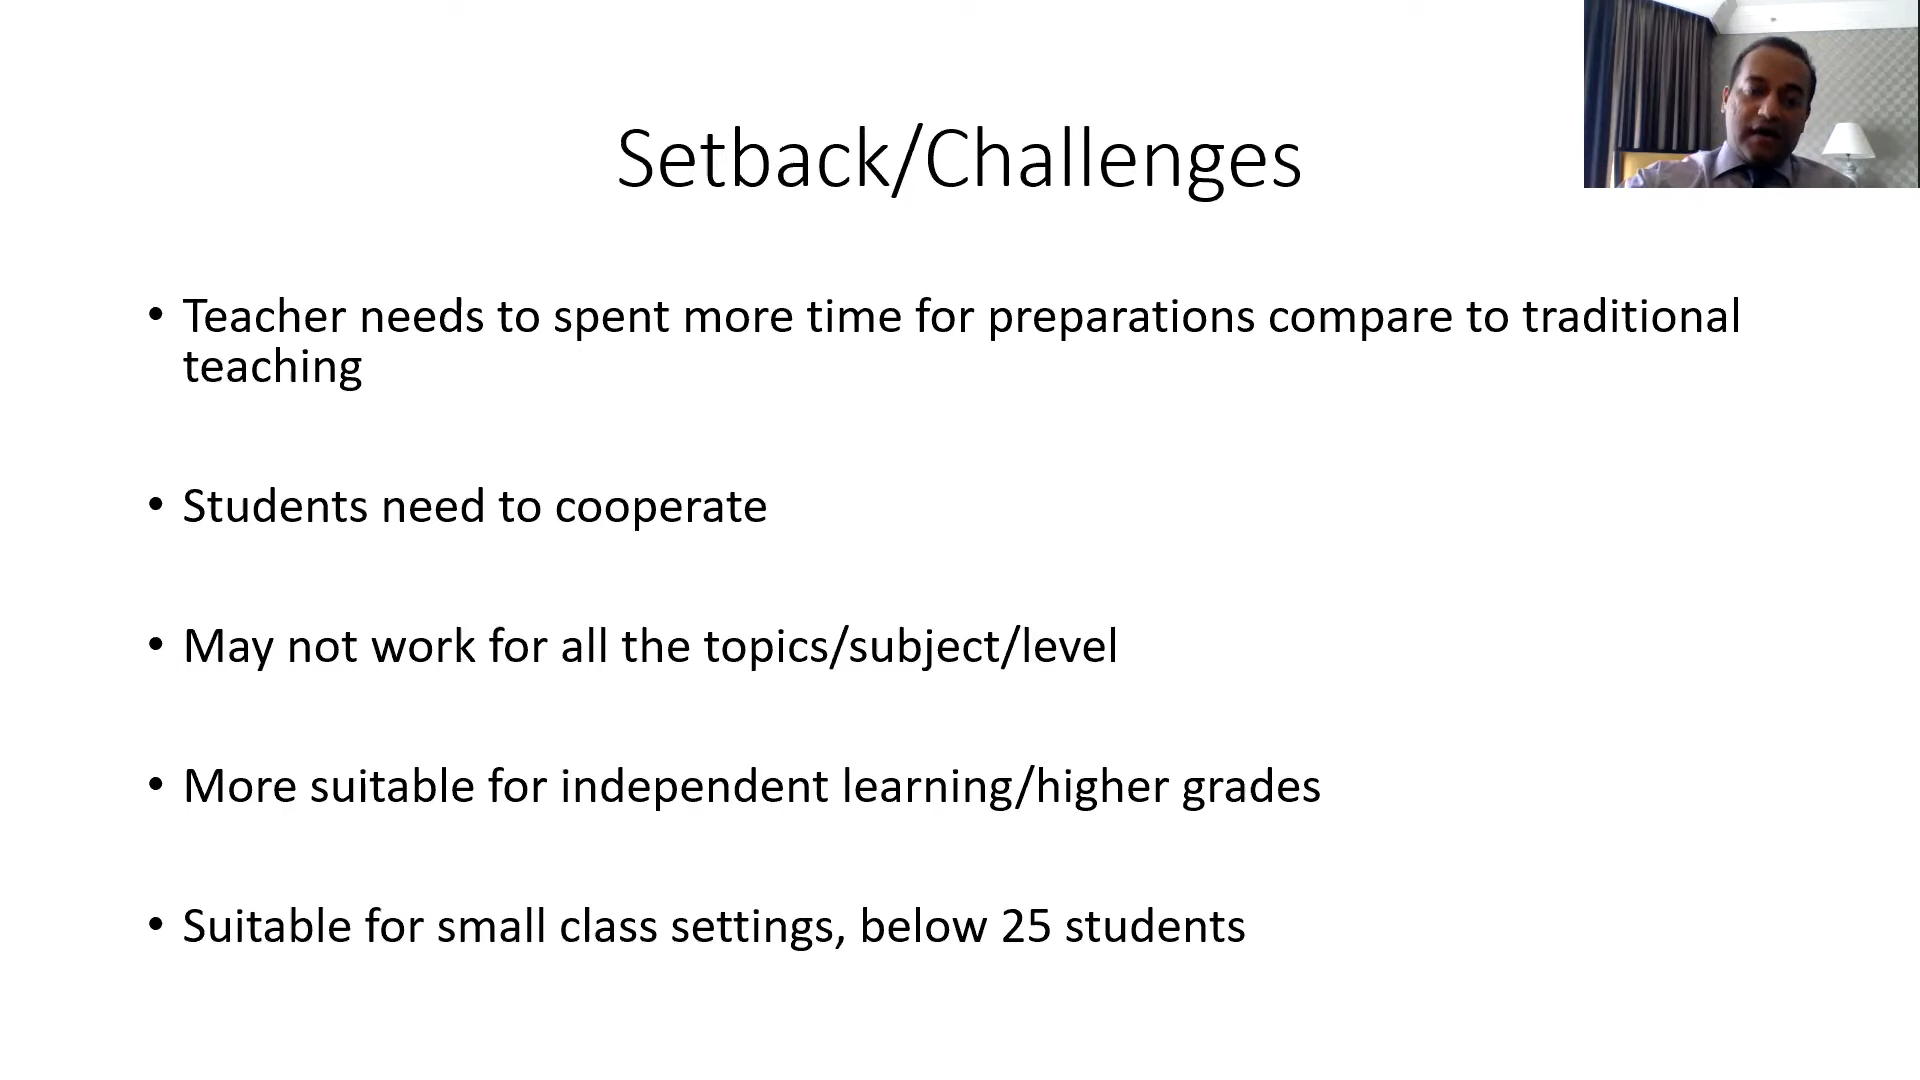 Setback/Challenges
• Teacher needs to spent more time for preparations compare to traditional
teaching
• Students need to cooperate
• May not work for all the topics/subject/level
• More suitable for independent learning/higher grades
• Suitable for small class settings, below 25 students